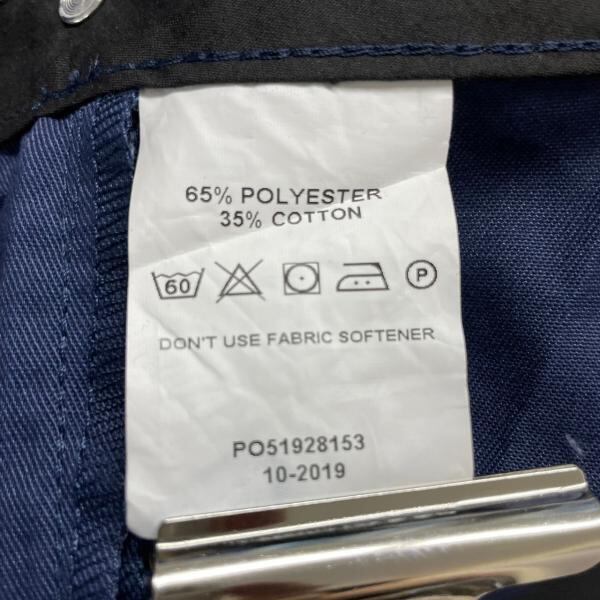 65% POLYESTER
35% COTTON
60 P
DON'T USE FABRIC SOFTENER
PO51928153
10-2019